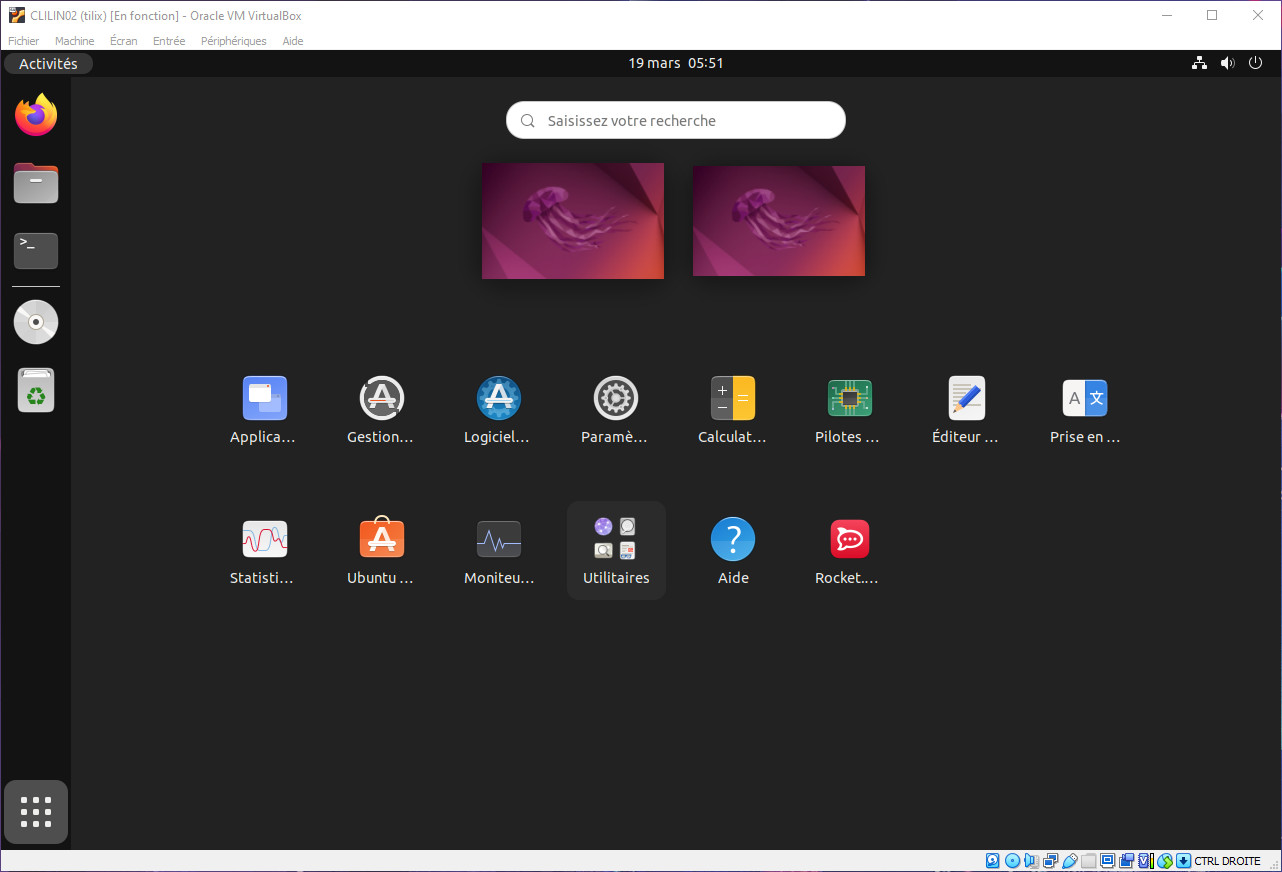 CLILIN02 (tilix) [En fonction] - Oracle VM VirtualBox
Fichier Machine Écran Entrée Périphériques Aide
Activités
19 mars 05:51
Saisissez votre recherche
>_
Applica…
Gestion…
Logiciel…
Paramè…
Calculat…
Pilotes …
Éditeur …
Prise en …
A 文
Statisti…
Ubuntu …
Moniteu…
Utilitaires
Aide
Rocket.…
CTRL DROITE